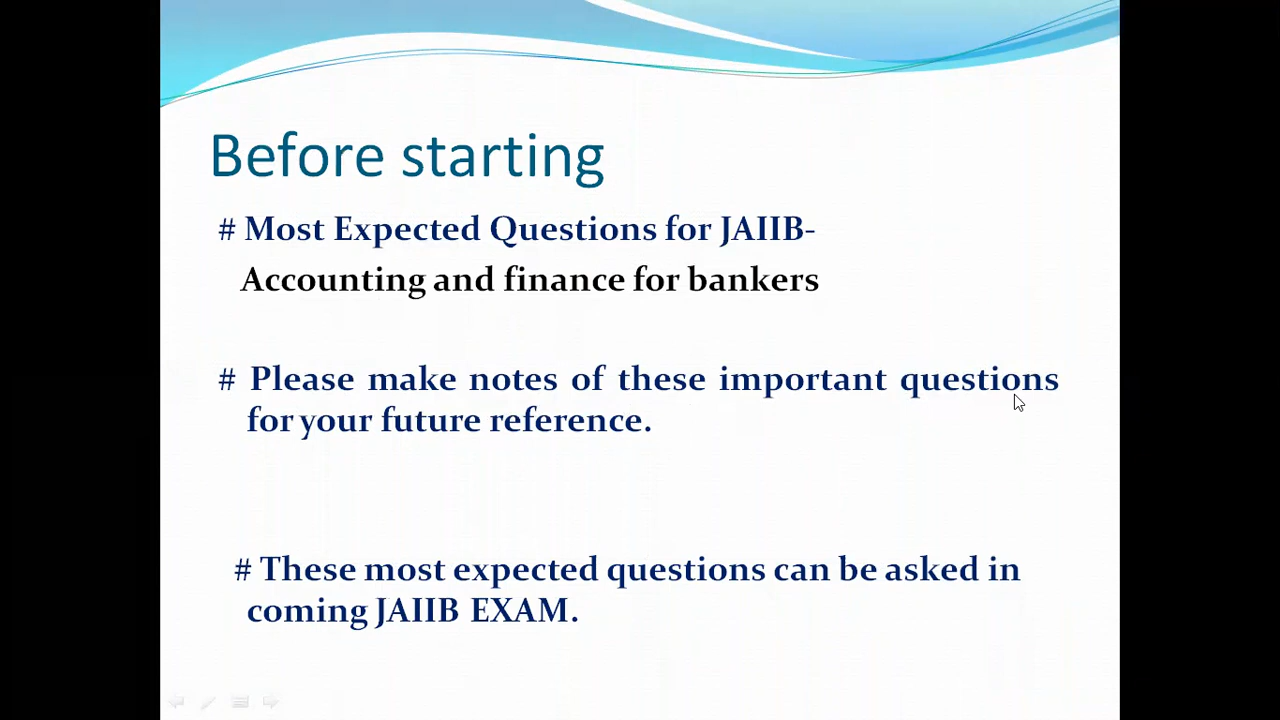 Before starting
# Most Expected Questions for JAIIB-
Accounting and finance for bankers
# Please make notes of these important questions
for your future reference.
# These most expected questions can be asked in
coming JAIIB EXAM.